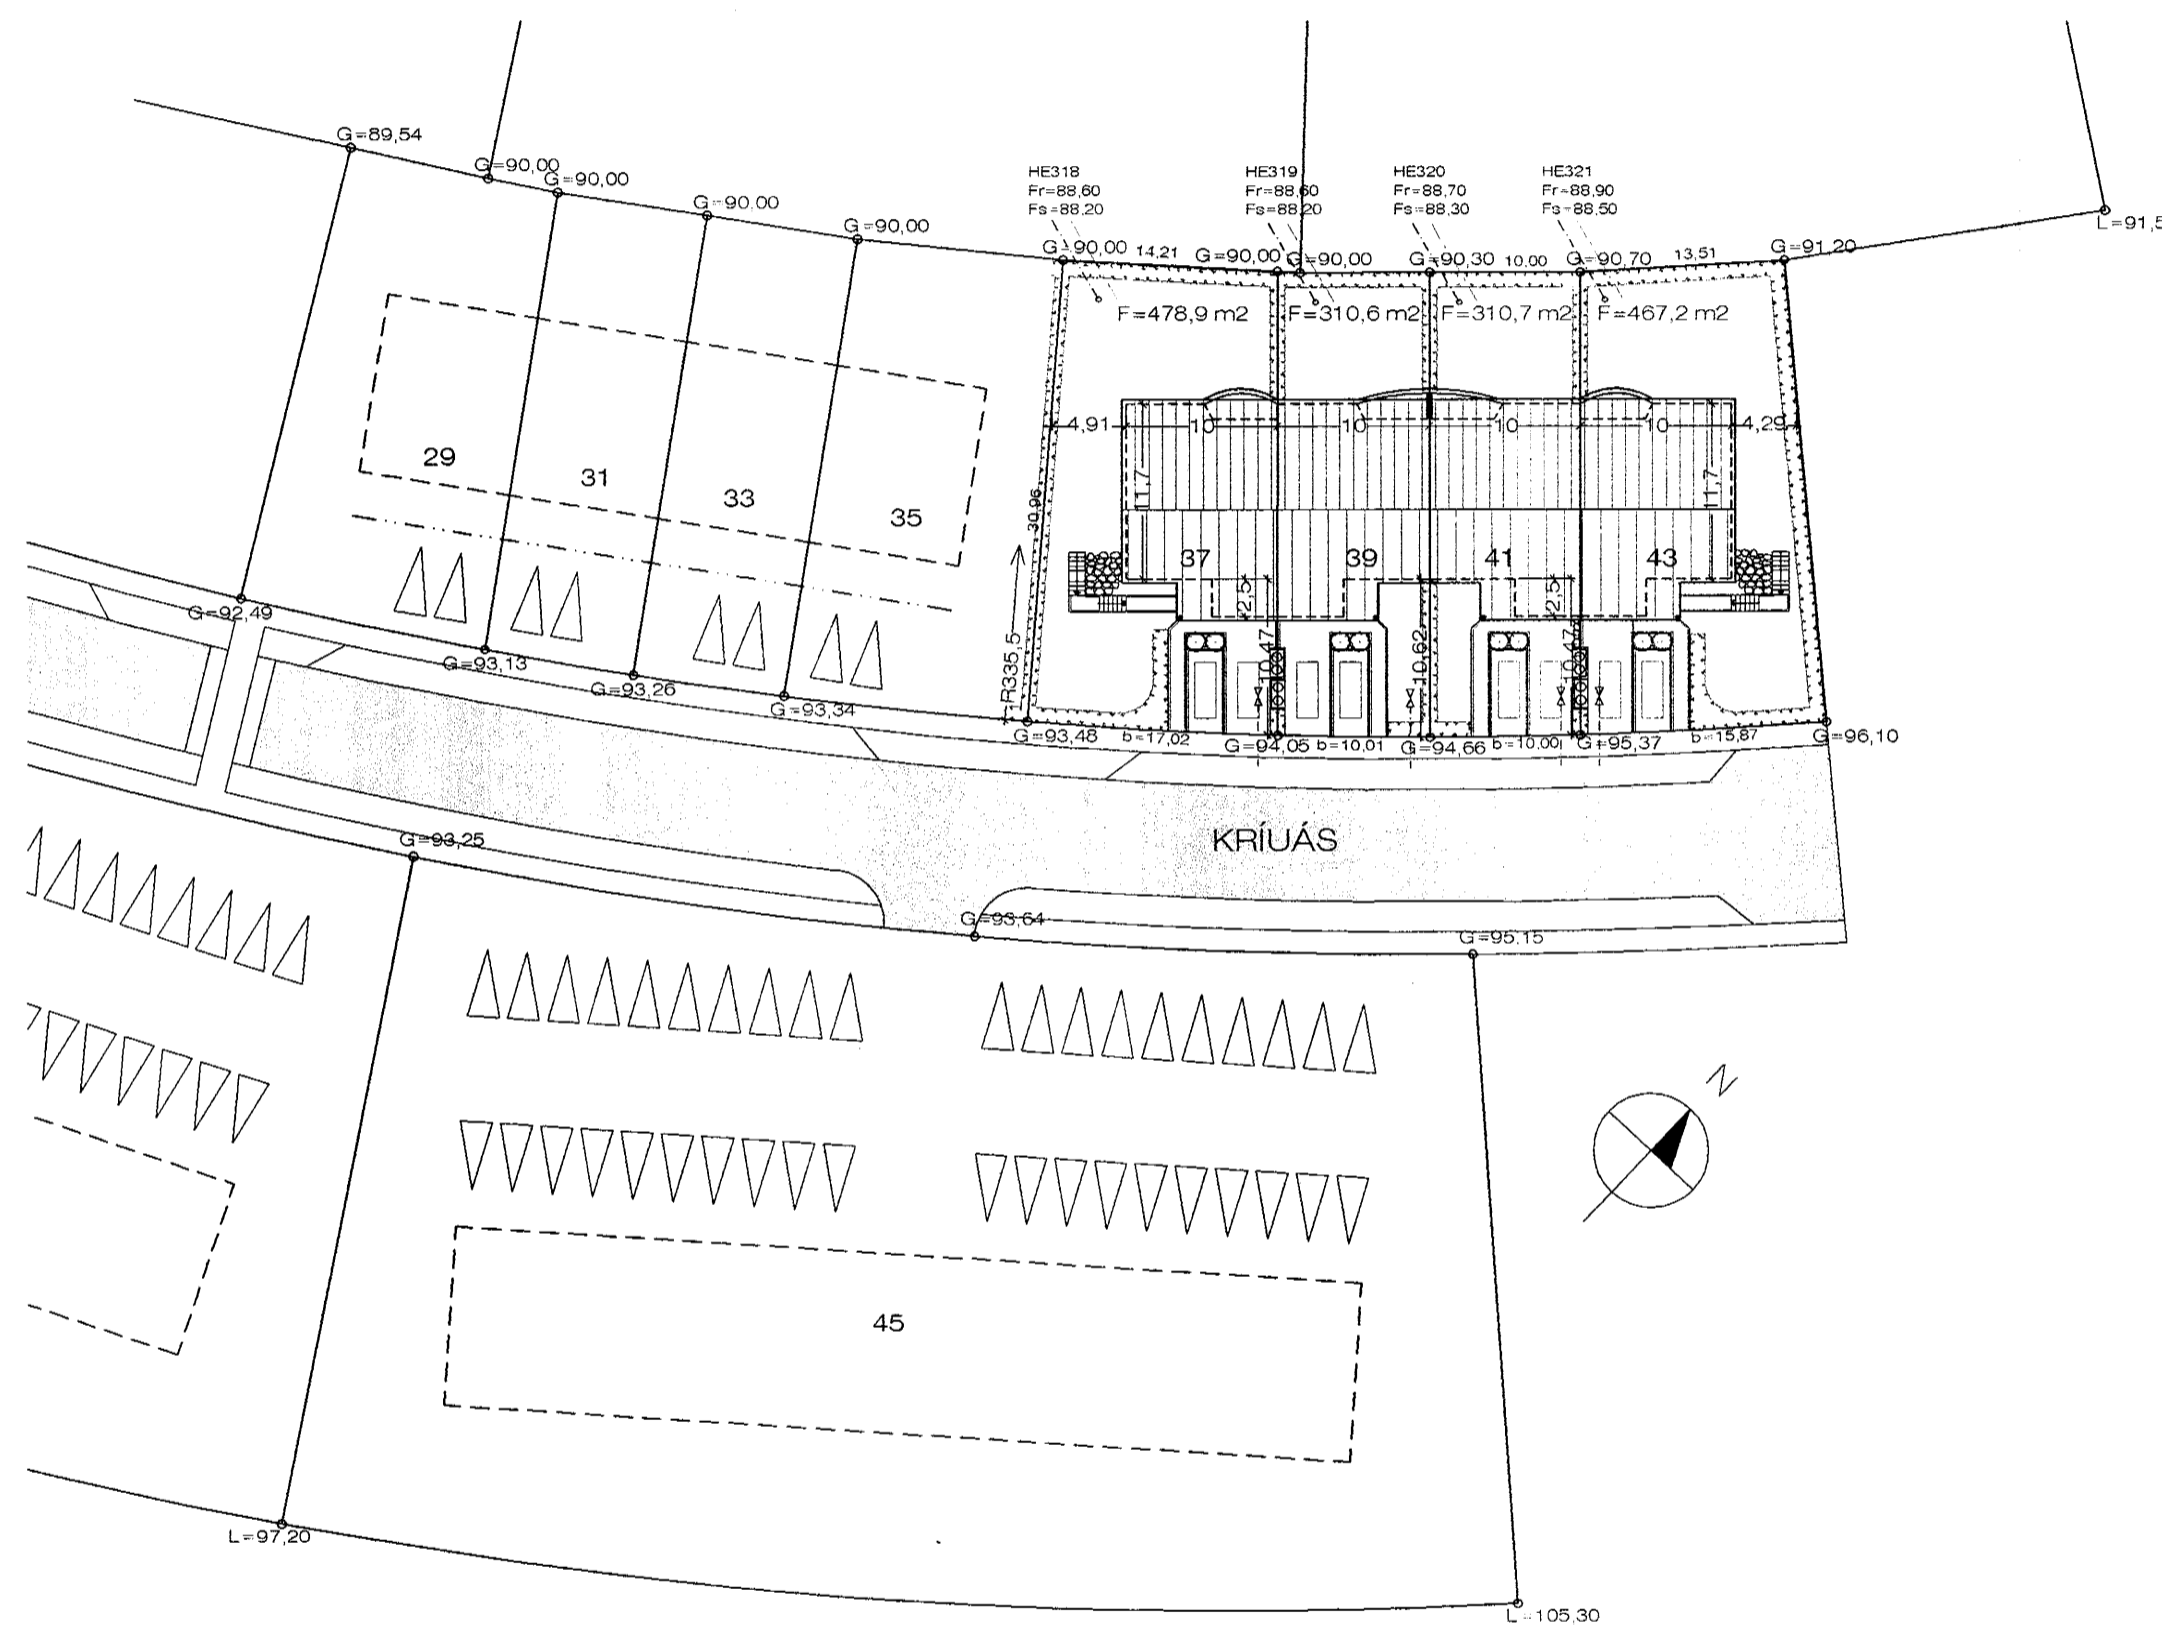 G=89,54
G=90,00
G=90,00
G=90,00
G=90,00
HE318
Fr=88,60
Fs=88,20
HE319
Fr=88,60
Fs=88,20
HE320
Fr=88,70
Fs=88,30
HE321
Fr=88,90
Fs=88,50
L=91,5
G=90,00
14,21
G=90,00
G=90,00
G=90,30
10,00
G=90,70
13,51
G=91,20
F=478,9 m2
F=310,6 m2
F=310,7 m2
F=467,2 m2
4,91
10
10
10
10
4,29
11,7
11,7
30,96
29
31
33
35
37
39
41
43
2,5
2,5
10,47
10,62
10,47
R335,5
G=92,49
G=93,13
G=93,26
G=93,34
G=93,48
b=17,02
G=94,05
b=10,01
G=94,66
b=10,00
G=95,37
b=15,87
G=96,10
KRÍUÁS
G=93,25
G=93,64
G=95,15
N
45
L=97,20
L=105,30